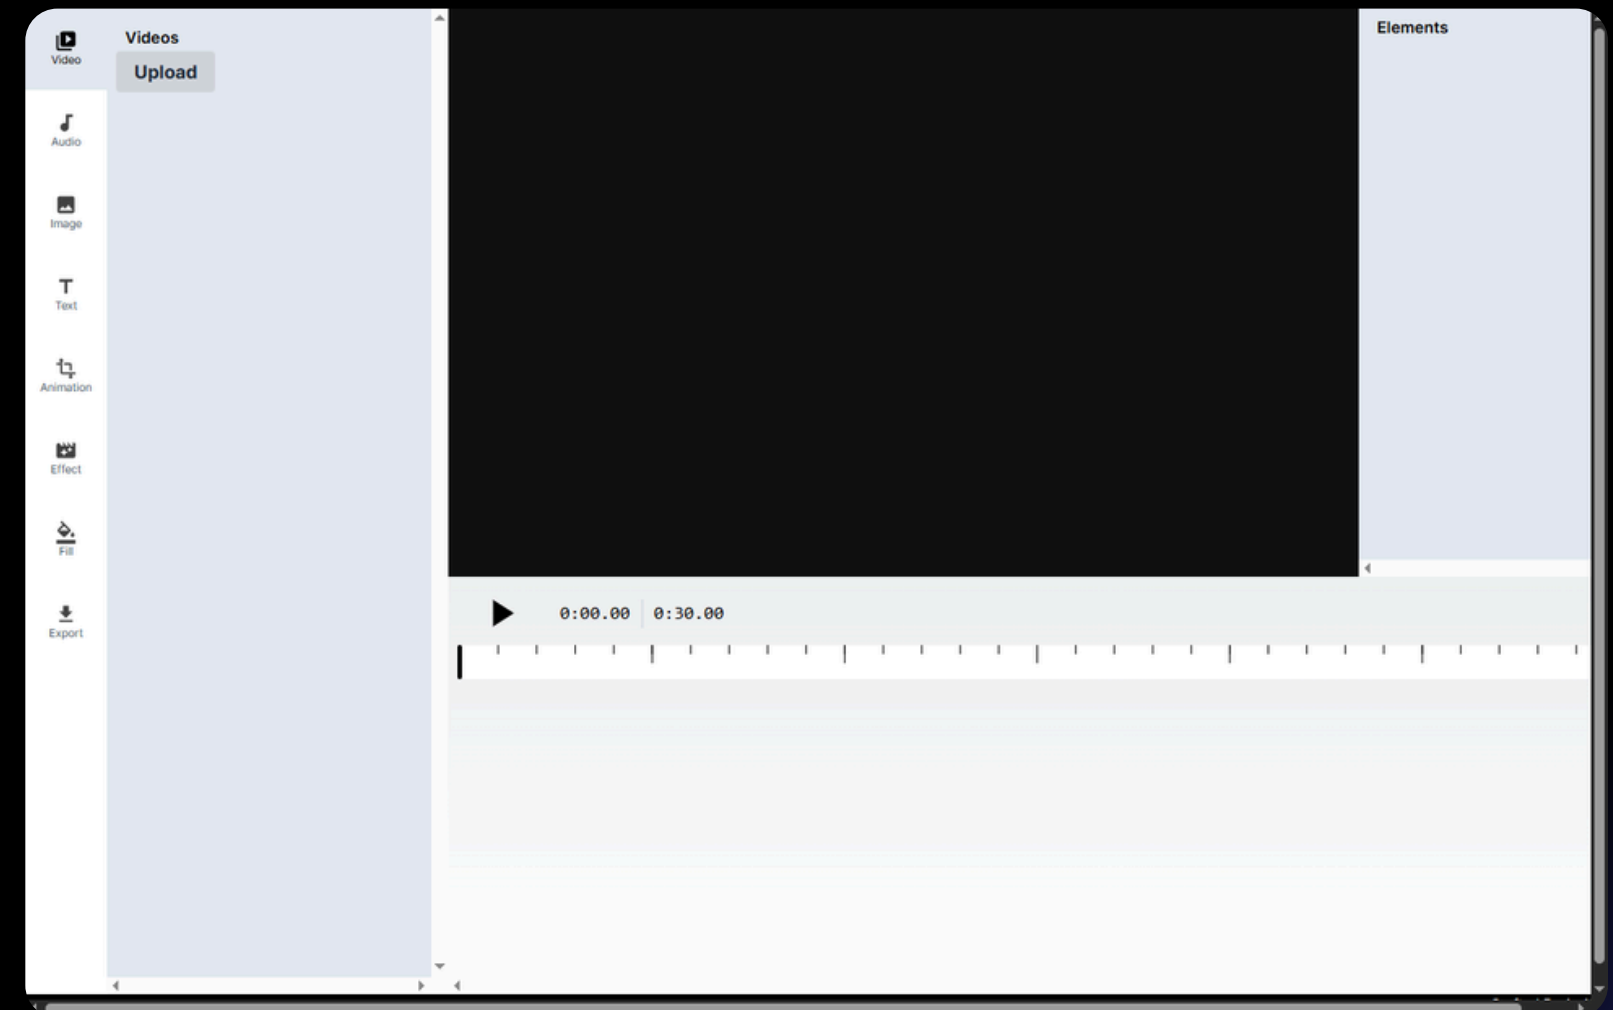 Video
Audio
Image
Text
Animation
Effect
Fill
Export
Videos
Upload
Elements
0:00.00
0:30.00